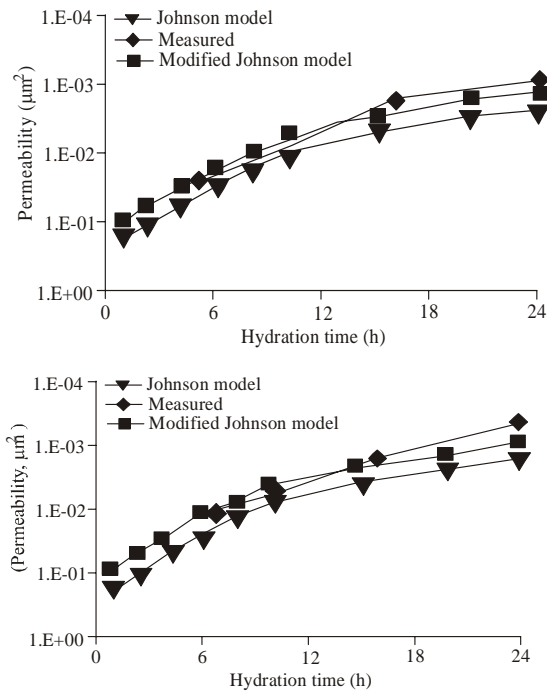 1.E-04
Johnson model
Measured
Modified Johnson model
1.E-03
1.E-02
1.E-01
1.E+00
Permeability (μm²)
0 6 12 18 24
Hydration time (h)
1.E-04
Johnson model
Measured
Modified Johnson model
1.E-03
1.E-02
1.E-01
1.E+00
(Permeability, μm²
0 6 12 18 24
Hydration time (h)